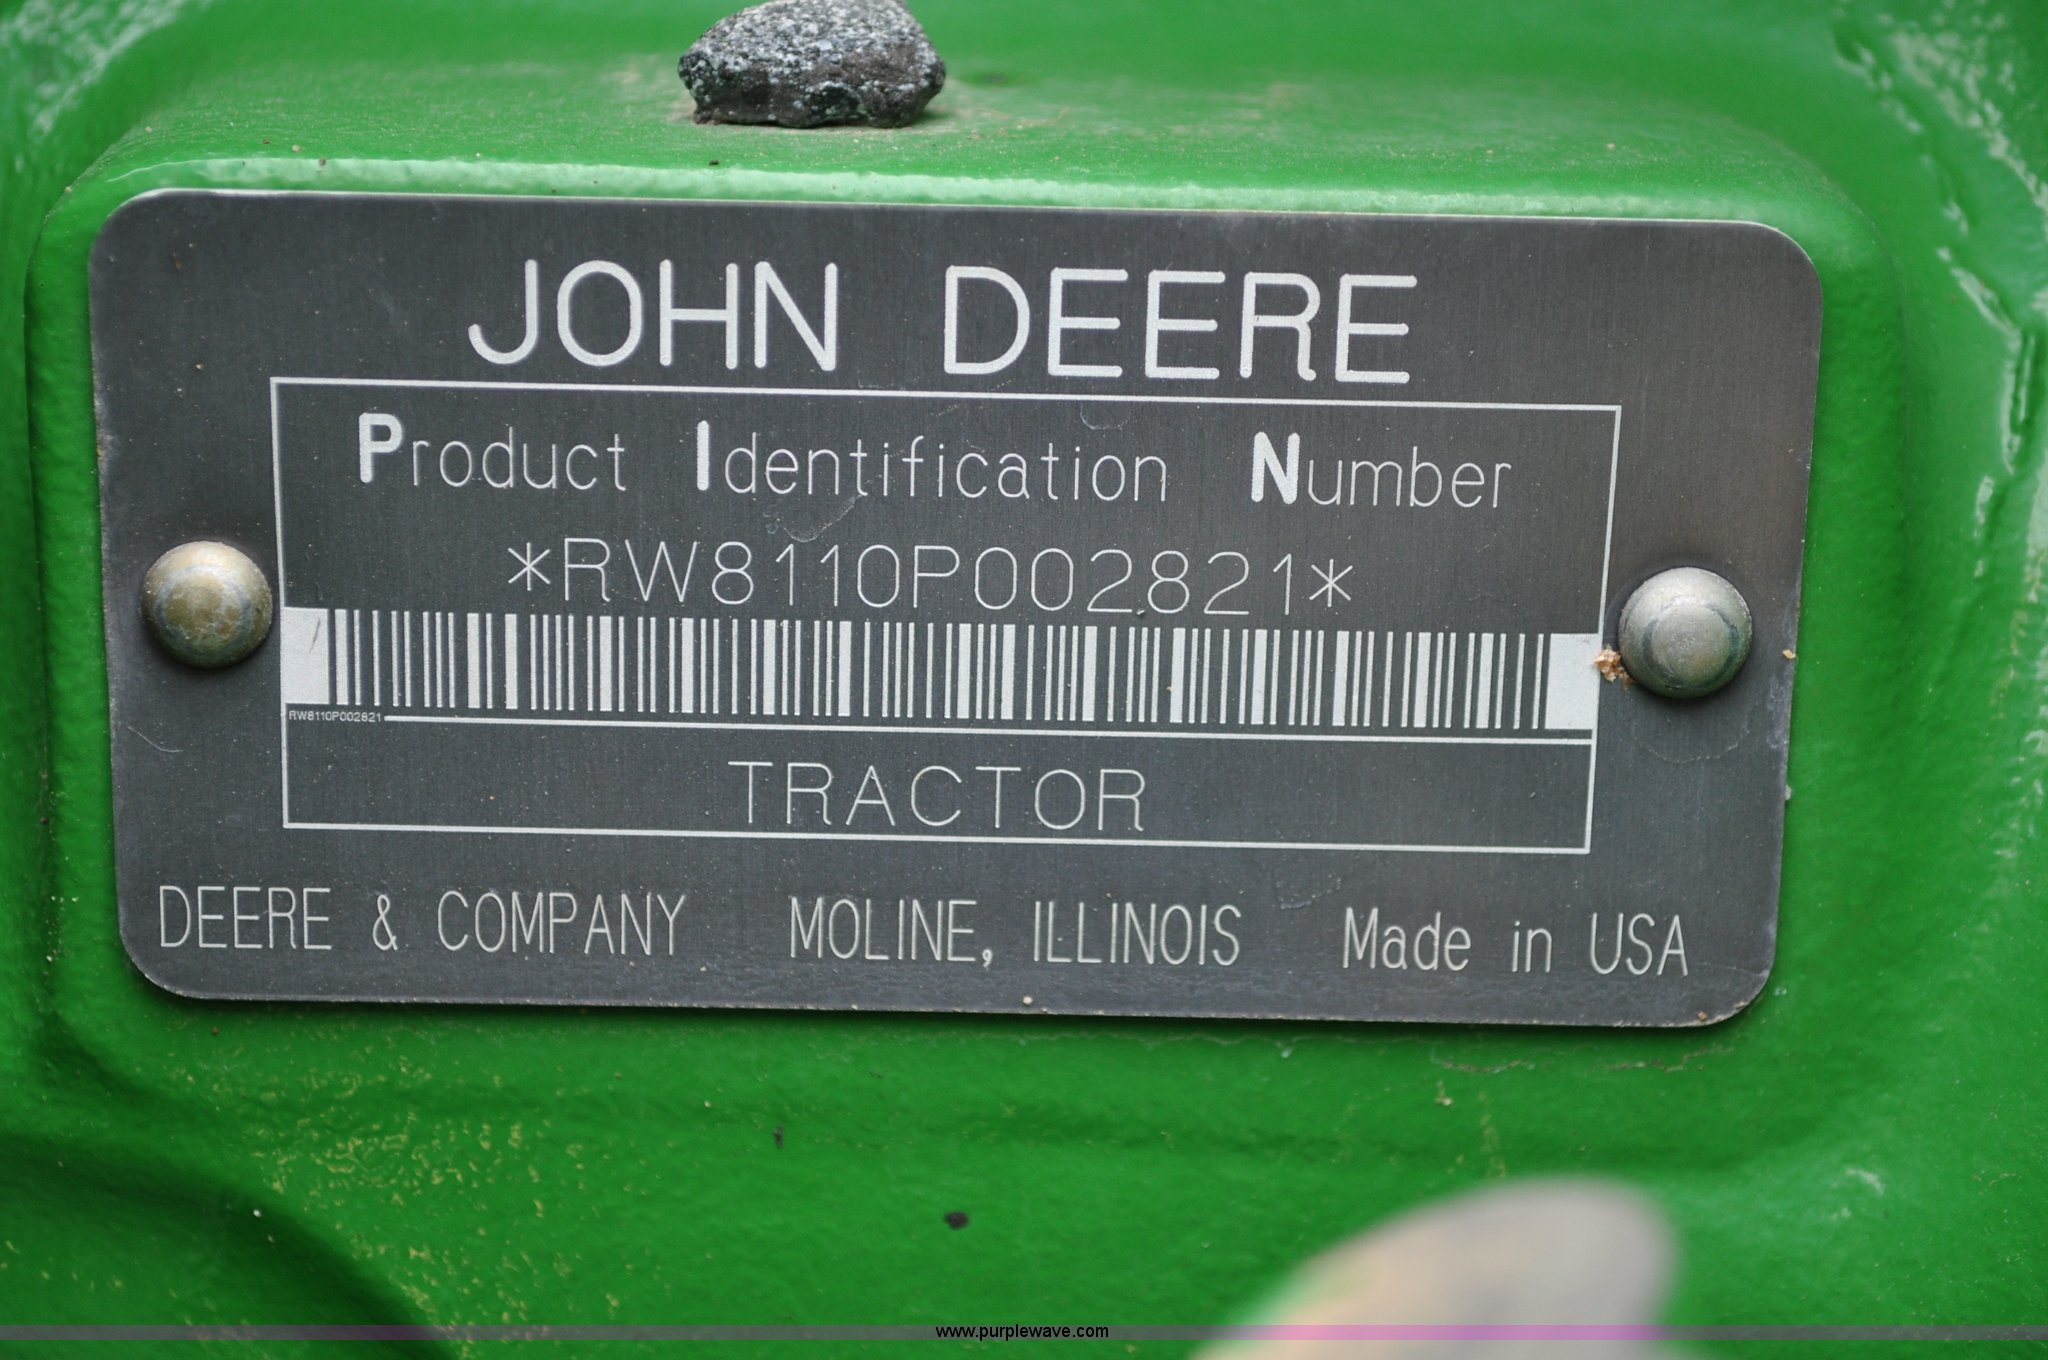 JOHN DEERE
Product Identification Number
*RW8110P002821*
RW8110P002821
TRACTOR
DEERE & COMPANY MOLINE, ILLINOIS Made in USA
www.purplewave.com